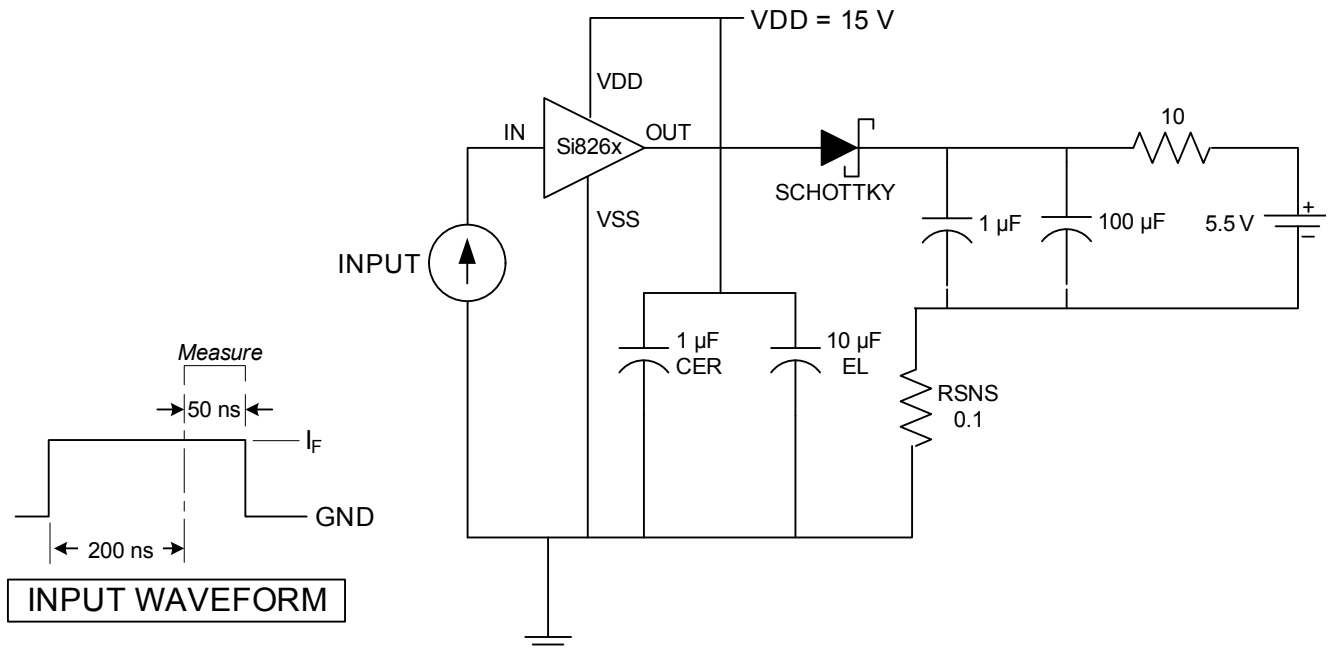 VDD = 15 V
VDD
IN
OUT
Si826x
10
SCHOTTKY
VSS
1 µF
100 µF
5.5 V
+
–
INPUT
1 µF
CER
10 µF
EL
RSNS
0.1
Measure
50 ns
IF
GND
200 ns
INPUT WAVEFORM